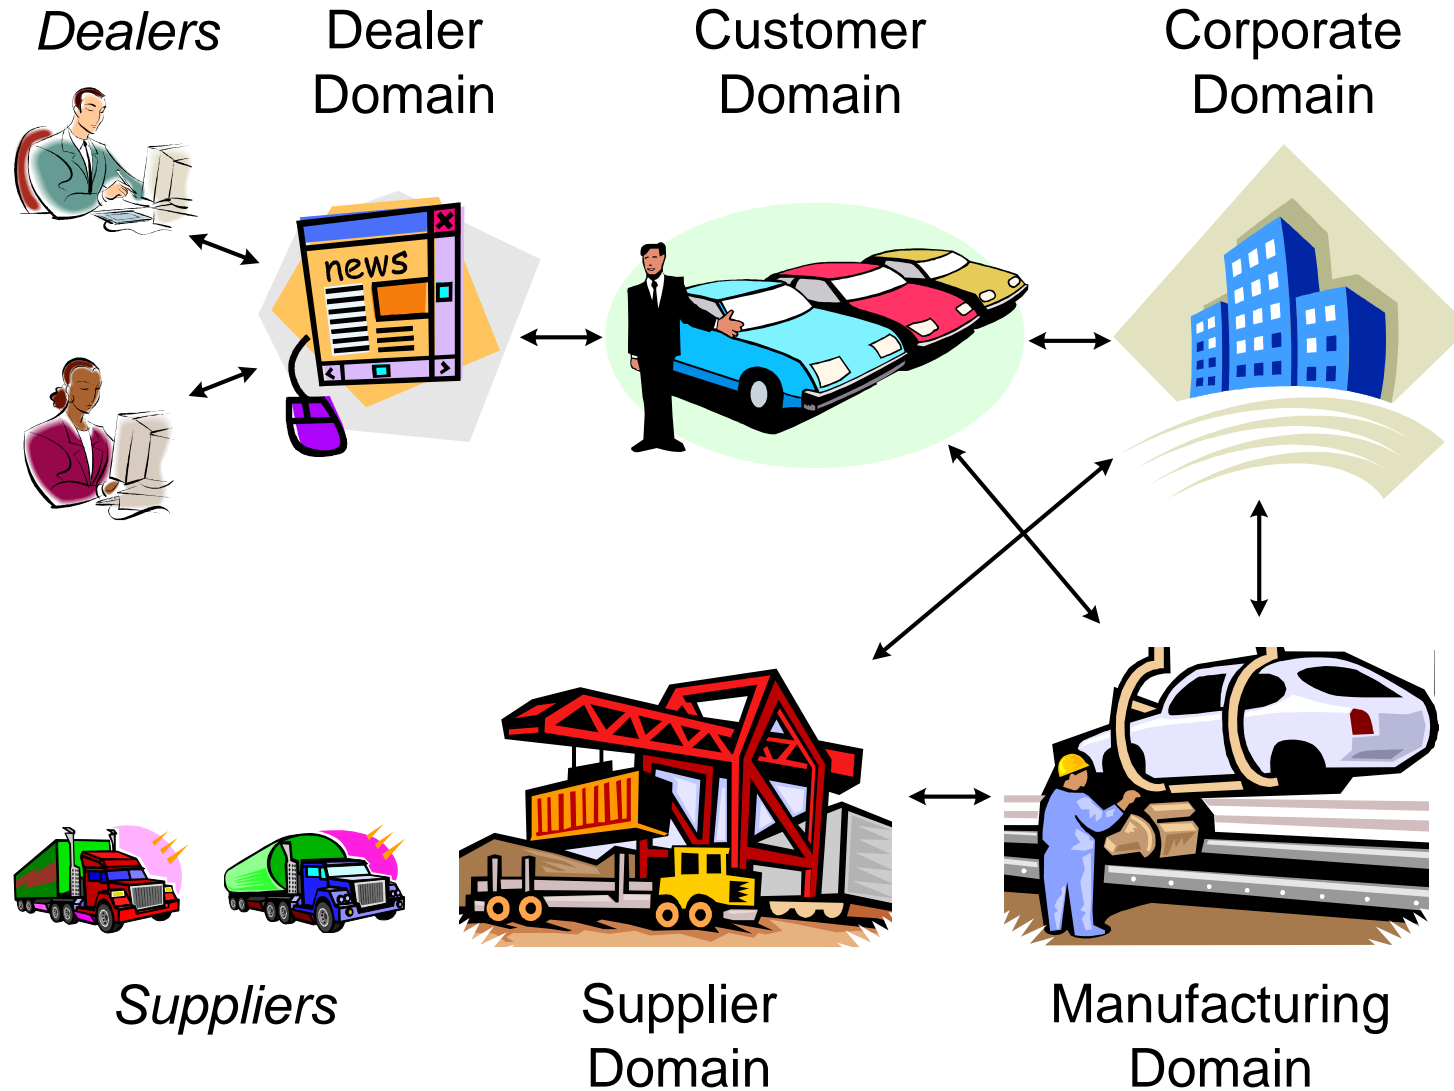 Dealers
Dealer
Domain
Customer
Domain
Corporate
Domain
news
Suppliers
Supplier
Domain
Manufacturing
Domain